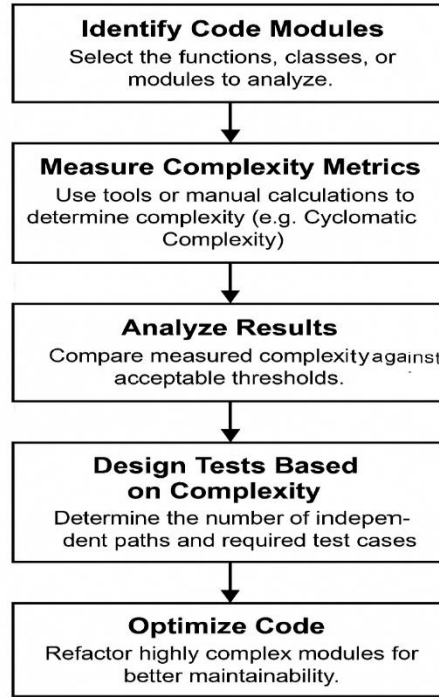 Identify Code Modules
Select the functions, classes, or
modules to analyze.
Measure Complexity Metrics
Use tools or manual calculations to
determine complexity (e.g. Cyclomatic
Complexity)
Analyze Results
Compare measured complexity against
acceptable thresholds.
Design Tests Based
on Complexity
Determine the number of indepen-
dent paths and required test cases
Optimize Code
Refactor highly complex modules for
better maintainability.